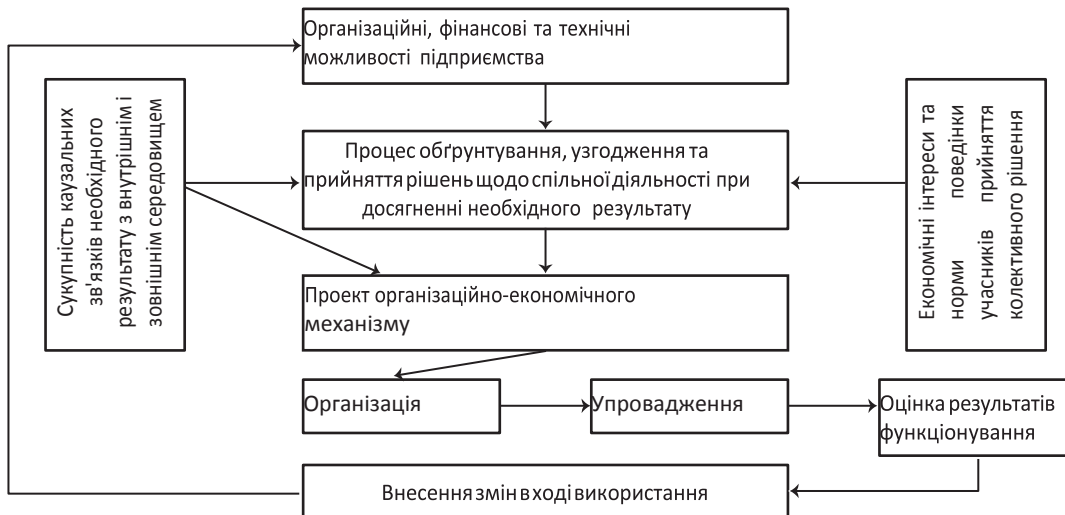 Організаційні, фінансові та технічні
можливості підприємства
Сукупність каузальних
зв'язків необхідного
результату з внутрішнім і
зовнішнім середовищем
Процес обґрунтування, узгодження та
прийняття рішень щодо спільної діяльності при
досягненні необхідного результату
Економічні інтереси та
норми поведінки
учасників прийняття
колективного рішення
Проект організаційно-економічного
механізму
Організація
Упровадження
Оцінка результатів
функціонування
Внесення змін в ході використання